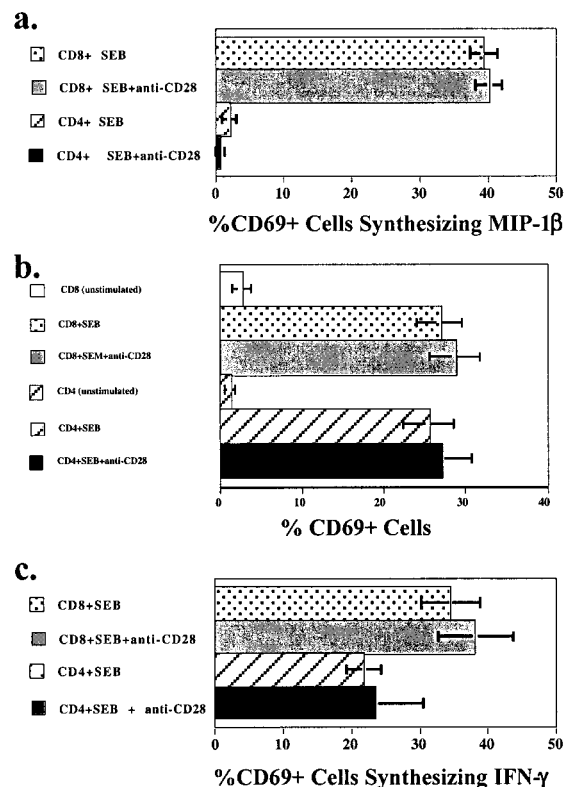 a.
CD8+ SEB
CD8+ SEB+anti-CD28
CD4+ SEB
CD4+ SEB+anti-CD28
0 10 20 30 40 50
%CD69+ Cells Synthesizing MIP-1β
b.
CD8 (unstimulated)
CD8+SEB
CD8+SEM+anti-CD28
CD4 (unstimulated)
CD4+SEB
CD4+SEB+anti-CD28
0 10 20 30 40
% CD69+ Cells
c.
CD8+SEB
CD8+SEB+anti-CD28
CD4+SEB
CD4+SEB + anti-CD28
0 10 20 30 40 50
%CD69+ Cells Synthesizing IFN-γ